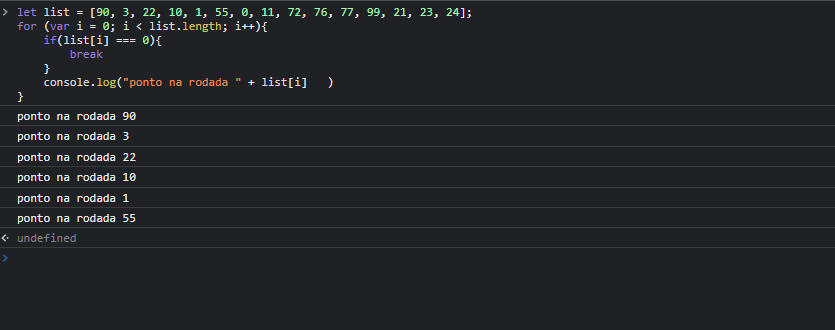 > let list = [90, 3, 22, 10, 1, 55, 0, 11, 72, 76, 77, 99, 21, 23, 24];
for (var i = 0; i < list.length; i++){
    if(list[i] === 0){
        break
    }
    console.log("ponto na rodada " + list[i]   )
}
ponto na rodada 90
ponto na rodada 3
ponto na rodada 22
ponto na rodada 10
ponto na rodada 1
ponto na rodada 55
undefined
>